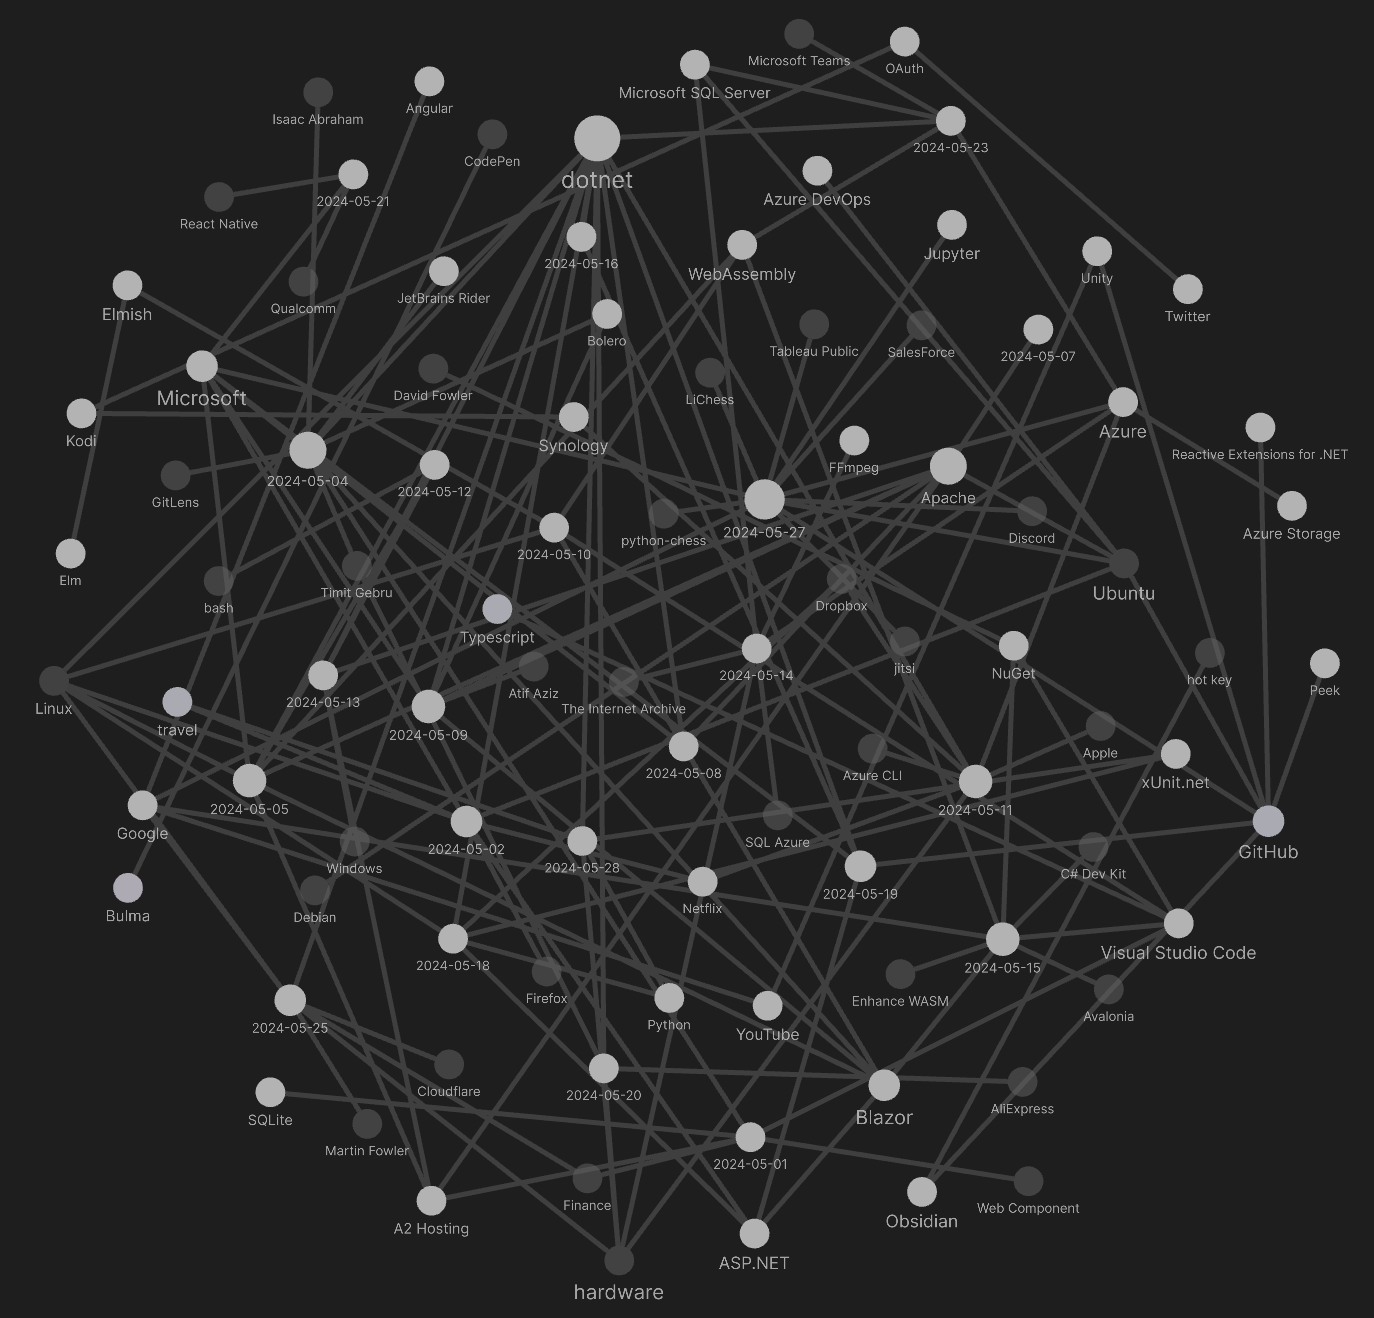 Microsoft Teams
OAuth
Microsoft SQL Server
Angular
Isaac Abraham
2024-05-23
CodePen
dotnet
Azure DevOps
2024-05-21
React Native
Jupyter
2024-05-16
WebAssembly
Unity
JetBrains Rider
Qualcomm
Elmish
Twitter
Bolero
Tableau Public
SalesForce
2024-05-07
Microsoft
David Fowler
LiChess
Azure
Kodi
Synology
Reactive Extensions for .NET
FFmpeg
2024-05-04
2024-05-12
Apache
GitLens
2024-05-27
Azure Storage
python-chess
Discord
2024-05-10
Elm
Timit Gebru
Ubuntu
bash
Dropbox
Typescript
jitsi
NuGet
2024-05-14
hot key
Peek
Atif Aziz
2024-05-13
The Internet Archive
Linux
travel
2024-05-09
Apple
2024-05-08
Azure CLI
xUnit.net
2024-05-05
2024-05-11
Google
SQL Azure
2024-05-02
GitHub
Windows
2024-05-28
C# Dev Kit
2024-05-19
Netflix
Bulma
Debian
Visual Studio Code
2024-05-18
2024-05-15
Firefox
Enhance WASM
Avalonia
2024-05-25
Python
YouTube
Cloudflare
2024-05-20
AliExpress
SQLite
Blazor
Martin Fowler
2024-05-01
Finance
Web Component
A2 Hosting
Obsidian
ASP.NET
hardware